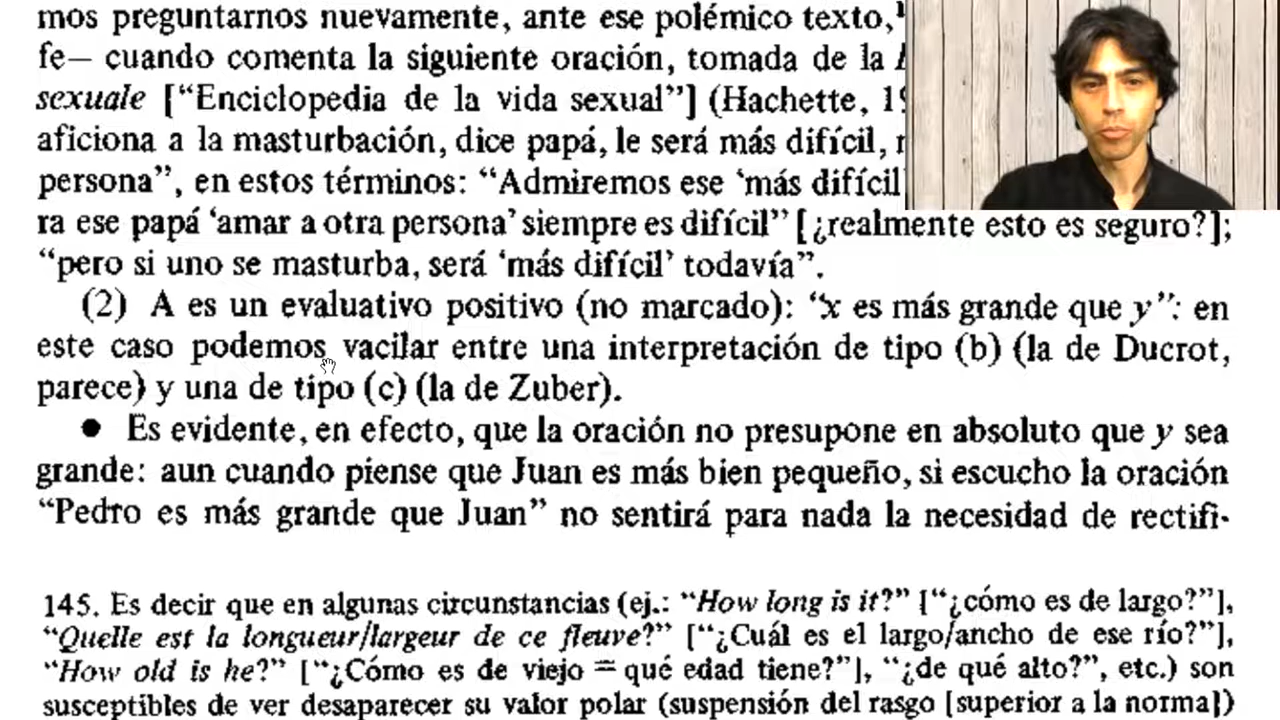 mos preguntarnos nuevamente, ante ese polémico texto,
fe— cuando comenta la siguiente oración, tomada de la
sexuale [“Enciclopedia de la vida sexual”] (Hachette,
aficiona a la masturbación, dice papá, le será más difícil,
persona”, en estos términos: “Admiremos ese ‘más difícil
ra ese papá ‘amar a otra persona’ siempre es difícil” [¿realmente esto es seguro?];
“pero si uno se masturba, será ‘más difícil’ todavía”.
(2) A es un evaluativo positivo (no marcado): “x es más grande que y”: en
este caso podemos vacilar entre una interpretación de tipo (b) (la de Ducrot,
parece) y una de tipo (c) (la de Zuber).
● Es evidente, en efecto, que la oración no presupone en absoluto que y sea
grande: aun cuando piense que Juan es más bien pequeño, si escucho la oración
“Pedro es más grande que Juan” no sentirá para nada la necesidad de rectifi-
145. Es decir que en algunas circunstancias (ej.: “How long is it?” [“¿cómo es de largo?”],
“Quelle est la longueur/largeur de ce fleuve?” [“¿Cuál es el largo/ancho de ese río?”],
“How old is he?” [“¿Cómo es de viejo = qué edad tiene?”], “¿de qué alto?”, etc.) son
susceptibles de ver desaparecer su valor polar (suspensión del rasgo [superior a la norma])